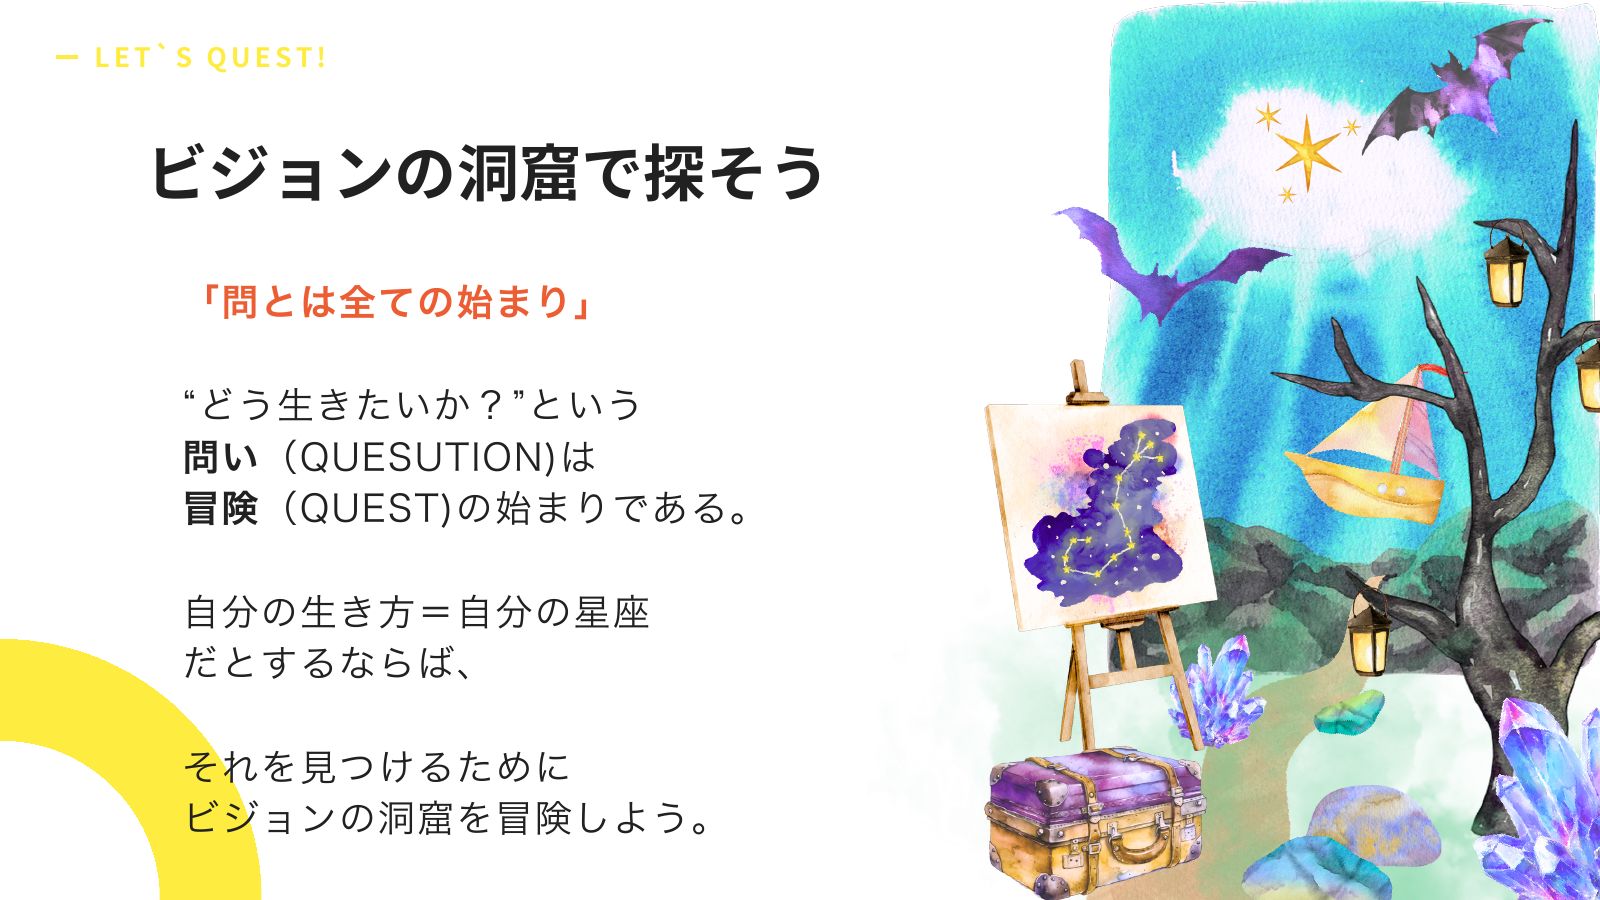 — LET`S QUEST!
ビジョンの洞窟で探そう
「問とは全ての始まり」
“どう生きたいか？”という
問い（QUESUTION)は
冒険（QUEST)の始まりである。
自分の生き方＝自分の星座
だとするならば、
それを見つけるために
ビジョンの洞窟を冒険しよう。